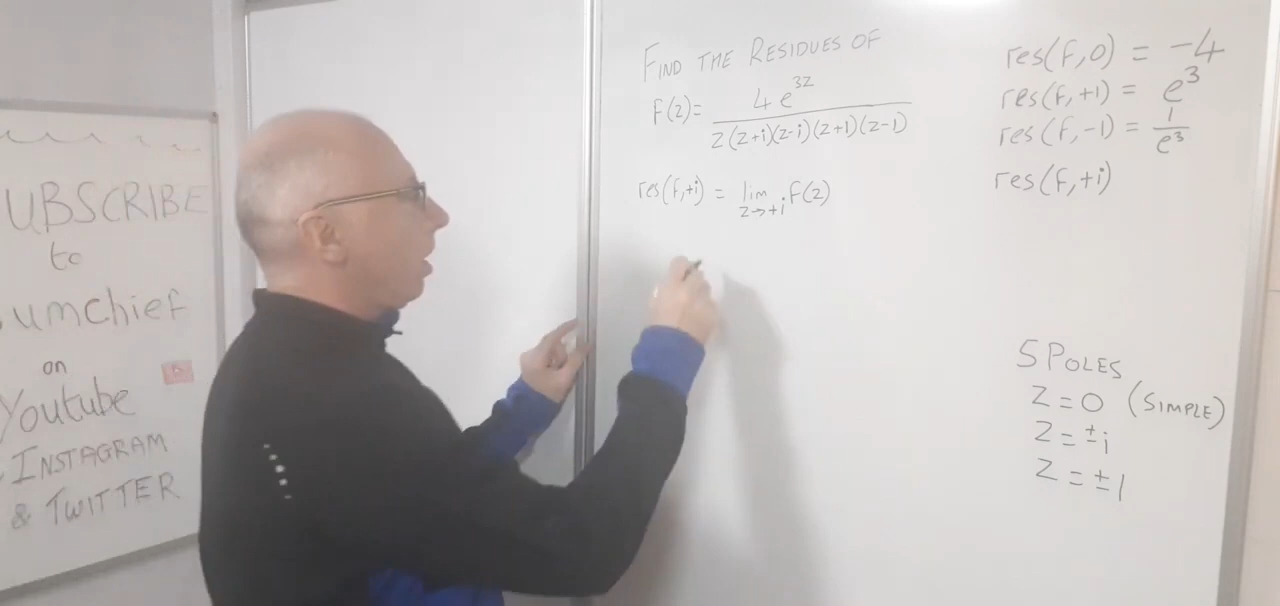 UBSCRIBE
to
umchief
on
Youtube
INSTAGRAM
& TWITTER
FIND THE RESIDUES OF
f(z) = 4e^{3z} / z(z+i)(z-i)(z+1)(z-1)
res(f,+i) = lim z→+i f(z)
res(f,0) = -4
res(f,+1) = e^3
res(f,-1) = 1/e^3
res(f,+i)
5 POLES
z = 0 (SIMPLE)
z = ±i
z = ±1